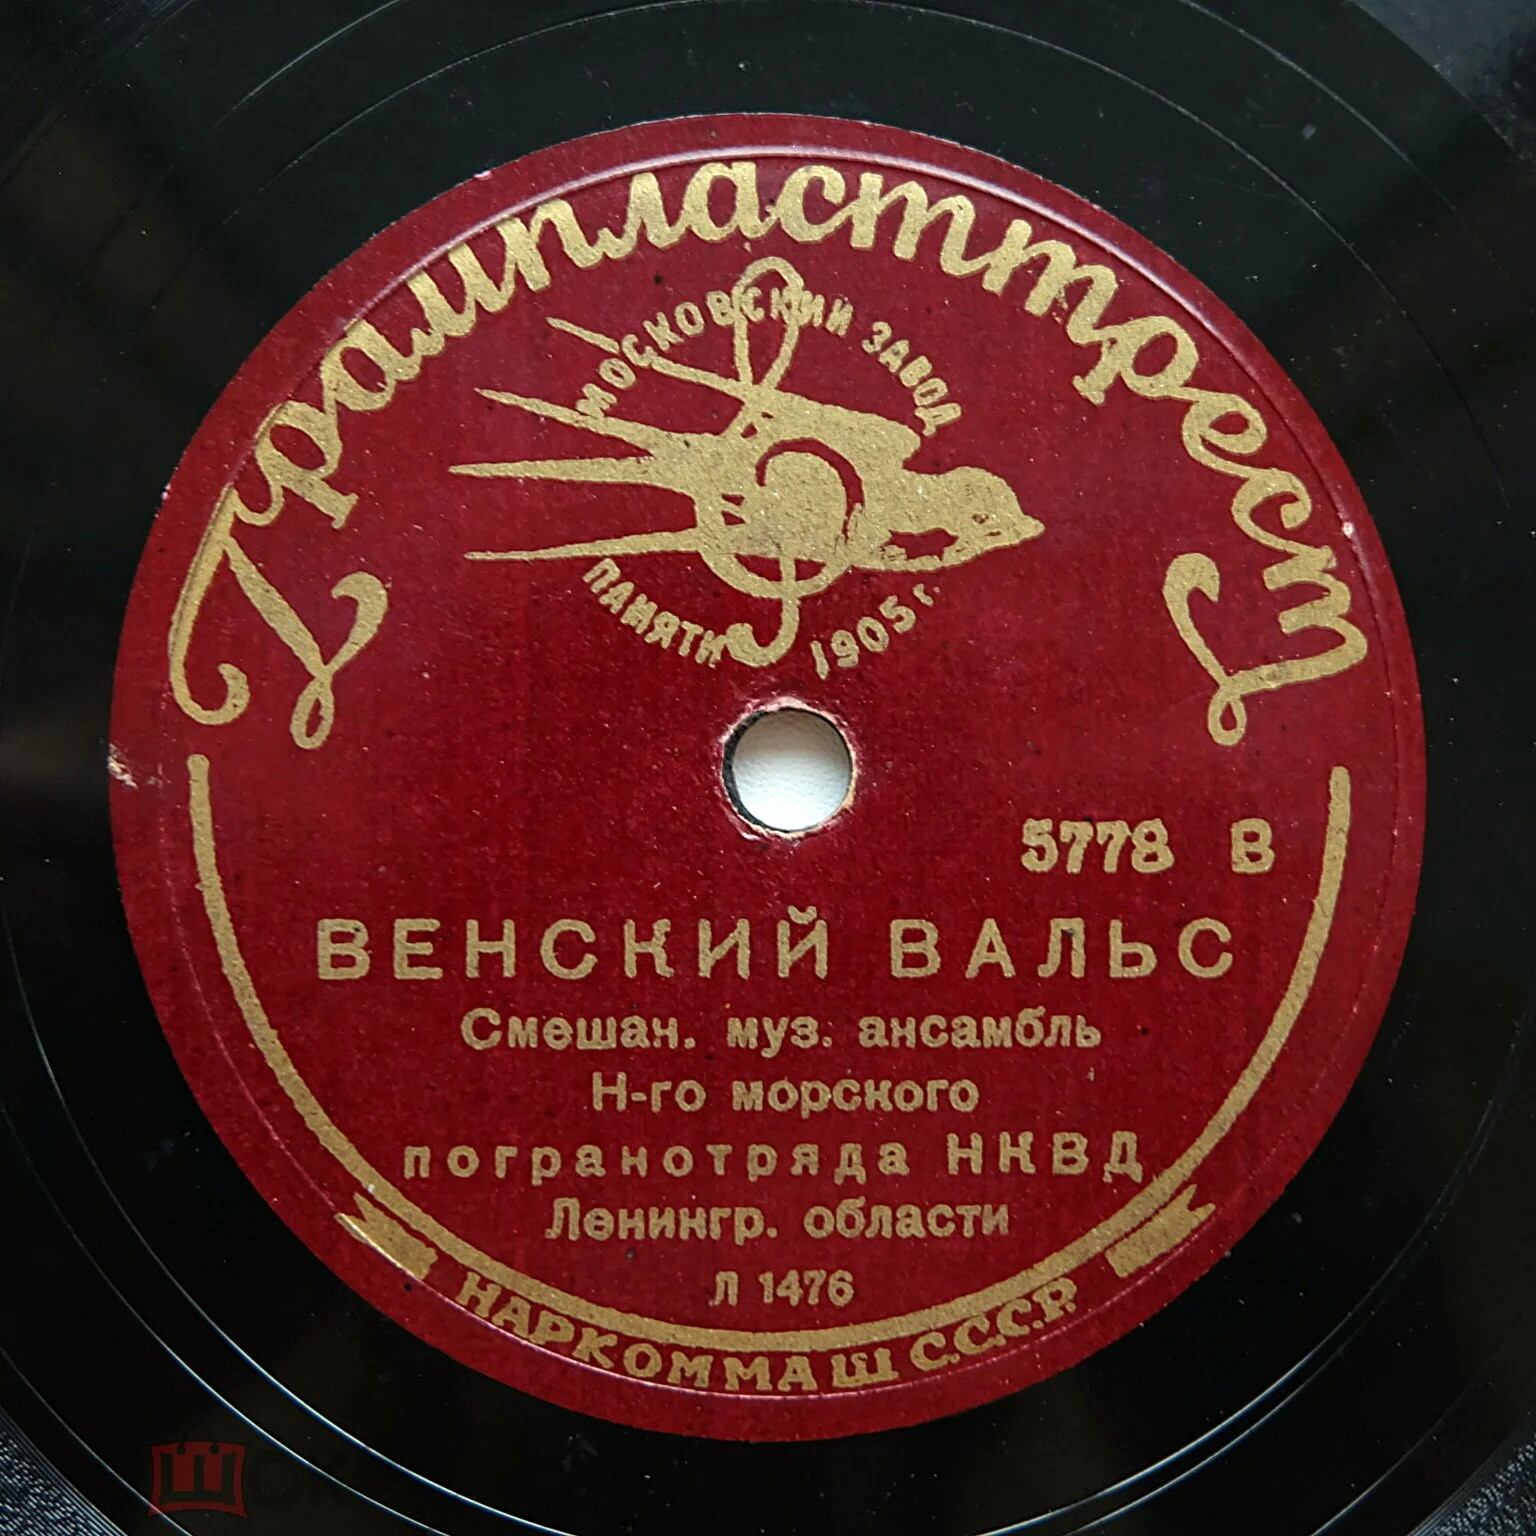 Грампласттрест
МОСКОВСКИЙ ЗАВОД
ПАМЯТИ 1905 г.
5778 В
ВЕНСКИЙ ВАЛЬС
Смешан. муз. ансамбль
Н-го морского
погранотряда НКВД
Ленингр. области
Л 1476
НАРКОММАШ С.С.С.Р.